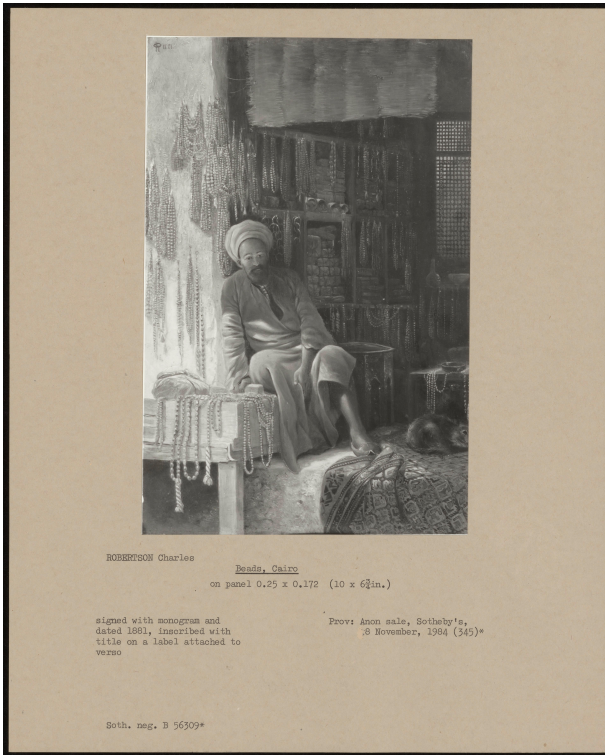 ROBERTSON Charles
Beads, Cairo
on panel 0.25 x 0.172 (10 x 6¾in.)
signed with monogram and
dated 1881, inscribed with
title on a label attached to
verso
Prov: Anon sale, Sotheby's,
28 November, 1984 (345)*
Soth. neg. B 56309*